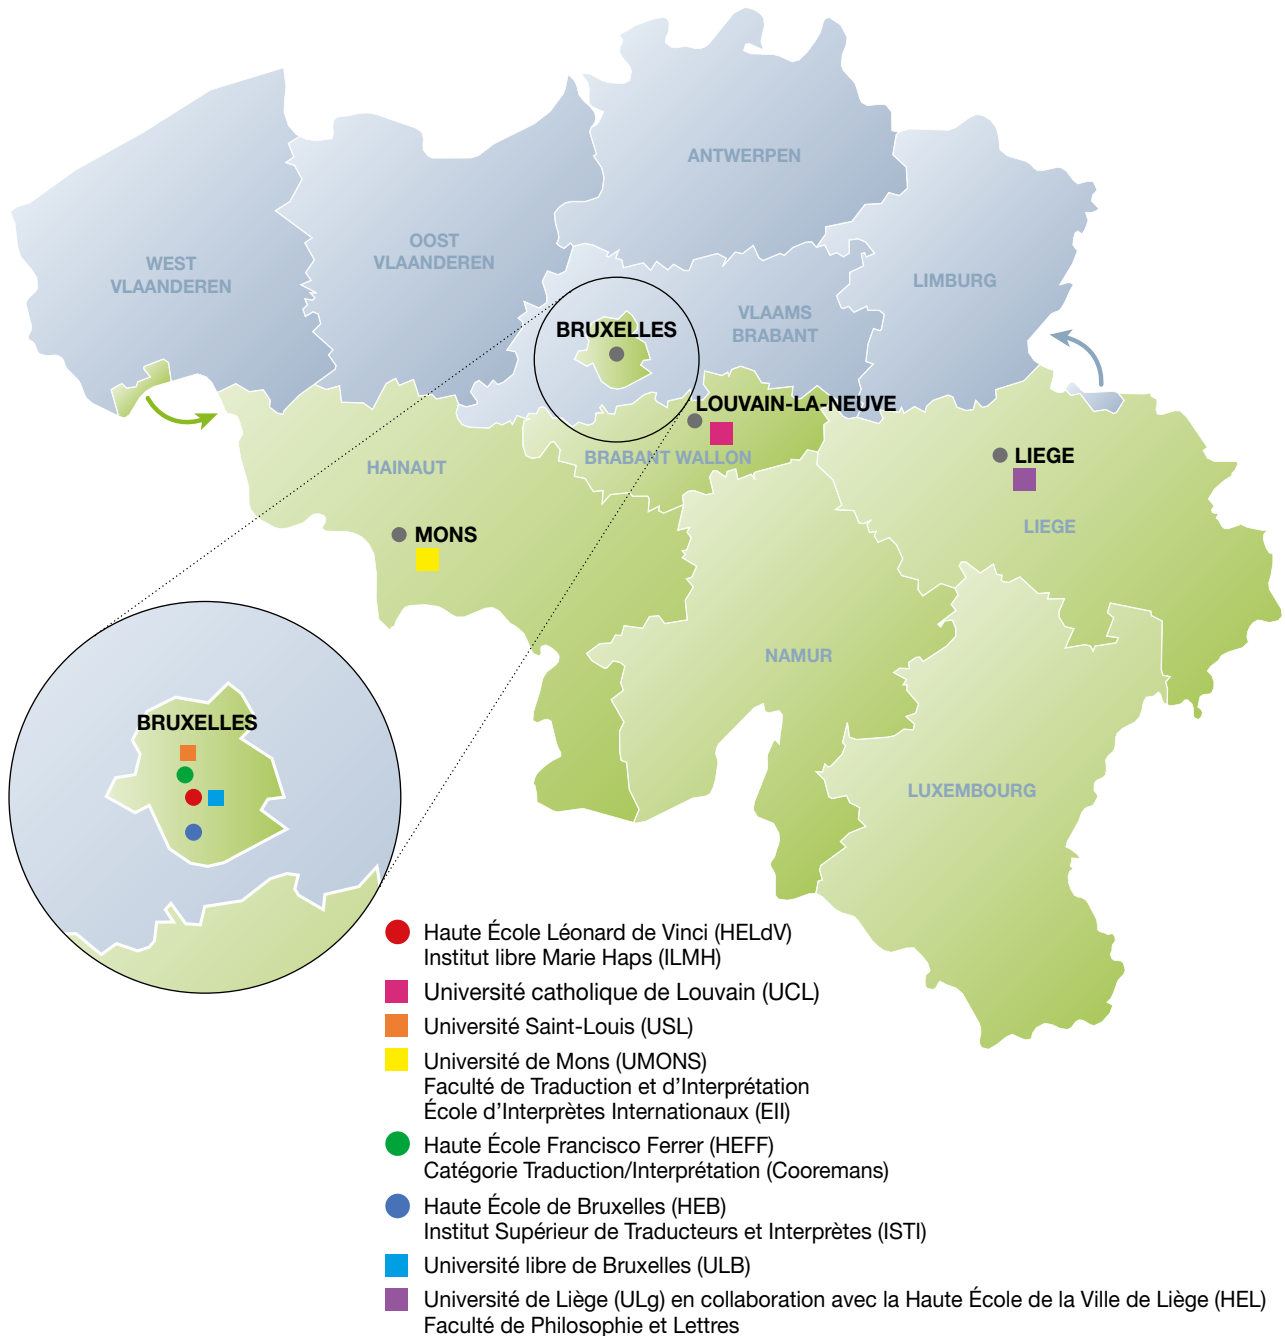 ANTWERPEN
OOST
VLAANDEREN
WEST
VLAANDEREN
LIMBURG
VLAAMS
BRABANT
BRUXELLES
LOUVAIN-LA-NEUVE
BRABANT WALLON
HAINAUT
LIEGE
LIEGE
MONS
NAMUR
LUXEMBOURG
BRUXELLES
Haute École Léonard de Vinci (HELdV)
Institut libre Marie Haps (ILMH)
Université catholique de Louvain (UCL)
Université Saint-Louis (USL)
Université de Mons (UMONS)
Faculté de Traduction et d’Interprétation
École d’Interprètes Internationaux (EII)
Haute École Francisco Ferrer (HEFF)
Catégorie Traduction/Interprétation (Cooremans)
Haute École de Bruxelles (HEB)
Institut Supérieur de Traducteurs et Interprètes (ISTI)
Université libre de Bruxelles (ULB)
Université de Liège (ULg) en collaboration avec la Haute École de la Ville de Liège (HEL)
Faculté de Philosophie et Lettres